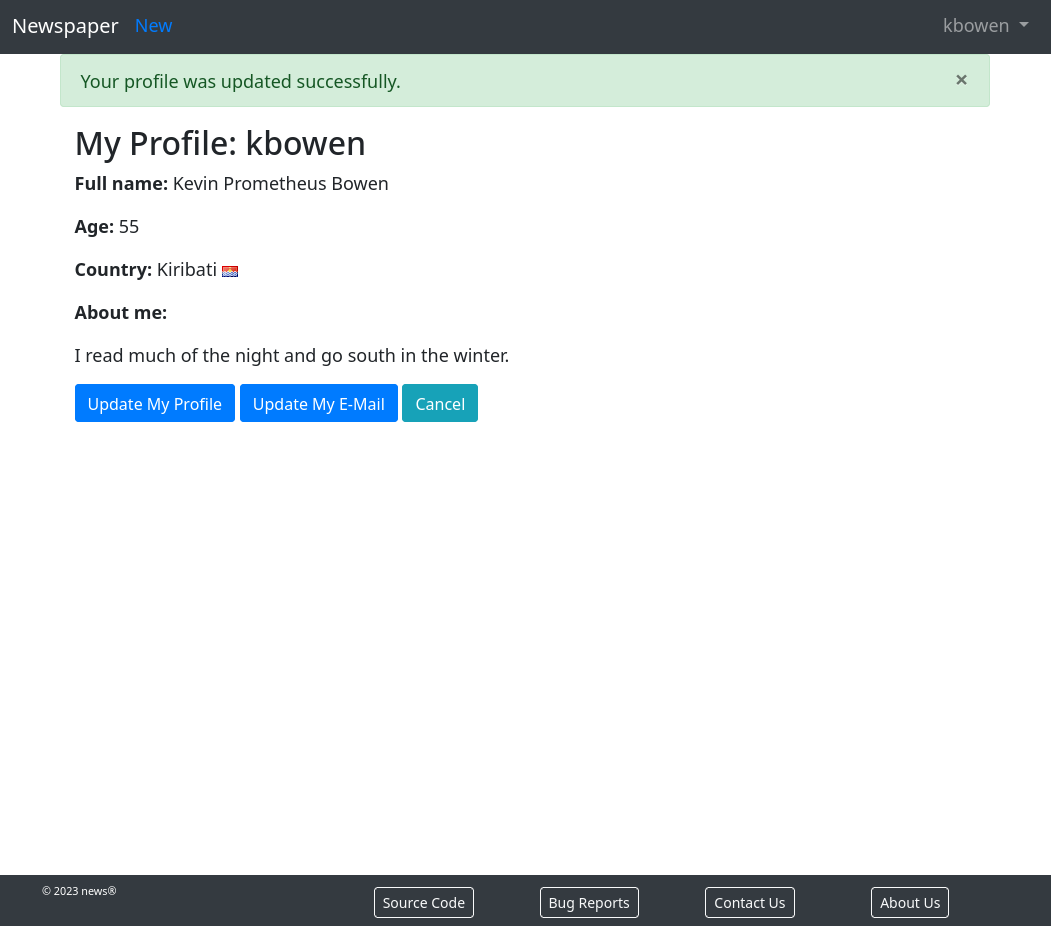 Newspaper New kbowen
Your profile was updated successfully. ×
My Profile: kbowen
Full name: Kevin Prometheus Bowen
Age: 55
Country: Kiribati
About me:
I read much of the night and go south in the winter.
Update My Profile Update My E-Mail Cancel
© 2023 news® Source Code Bug Reports Contact Us About Us